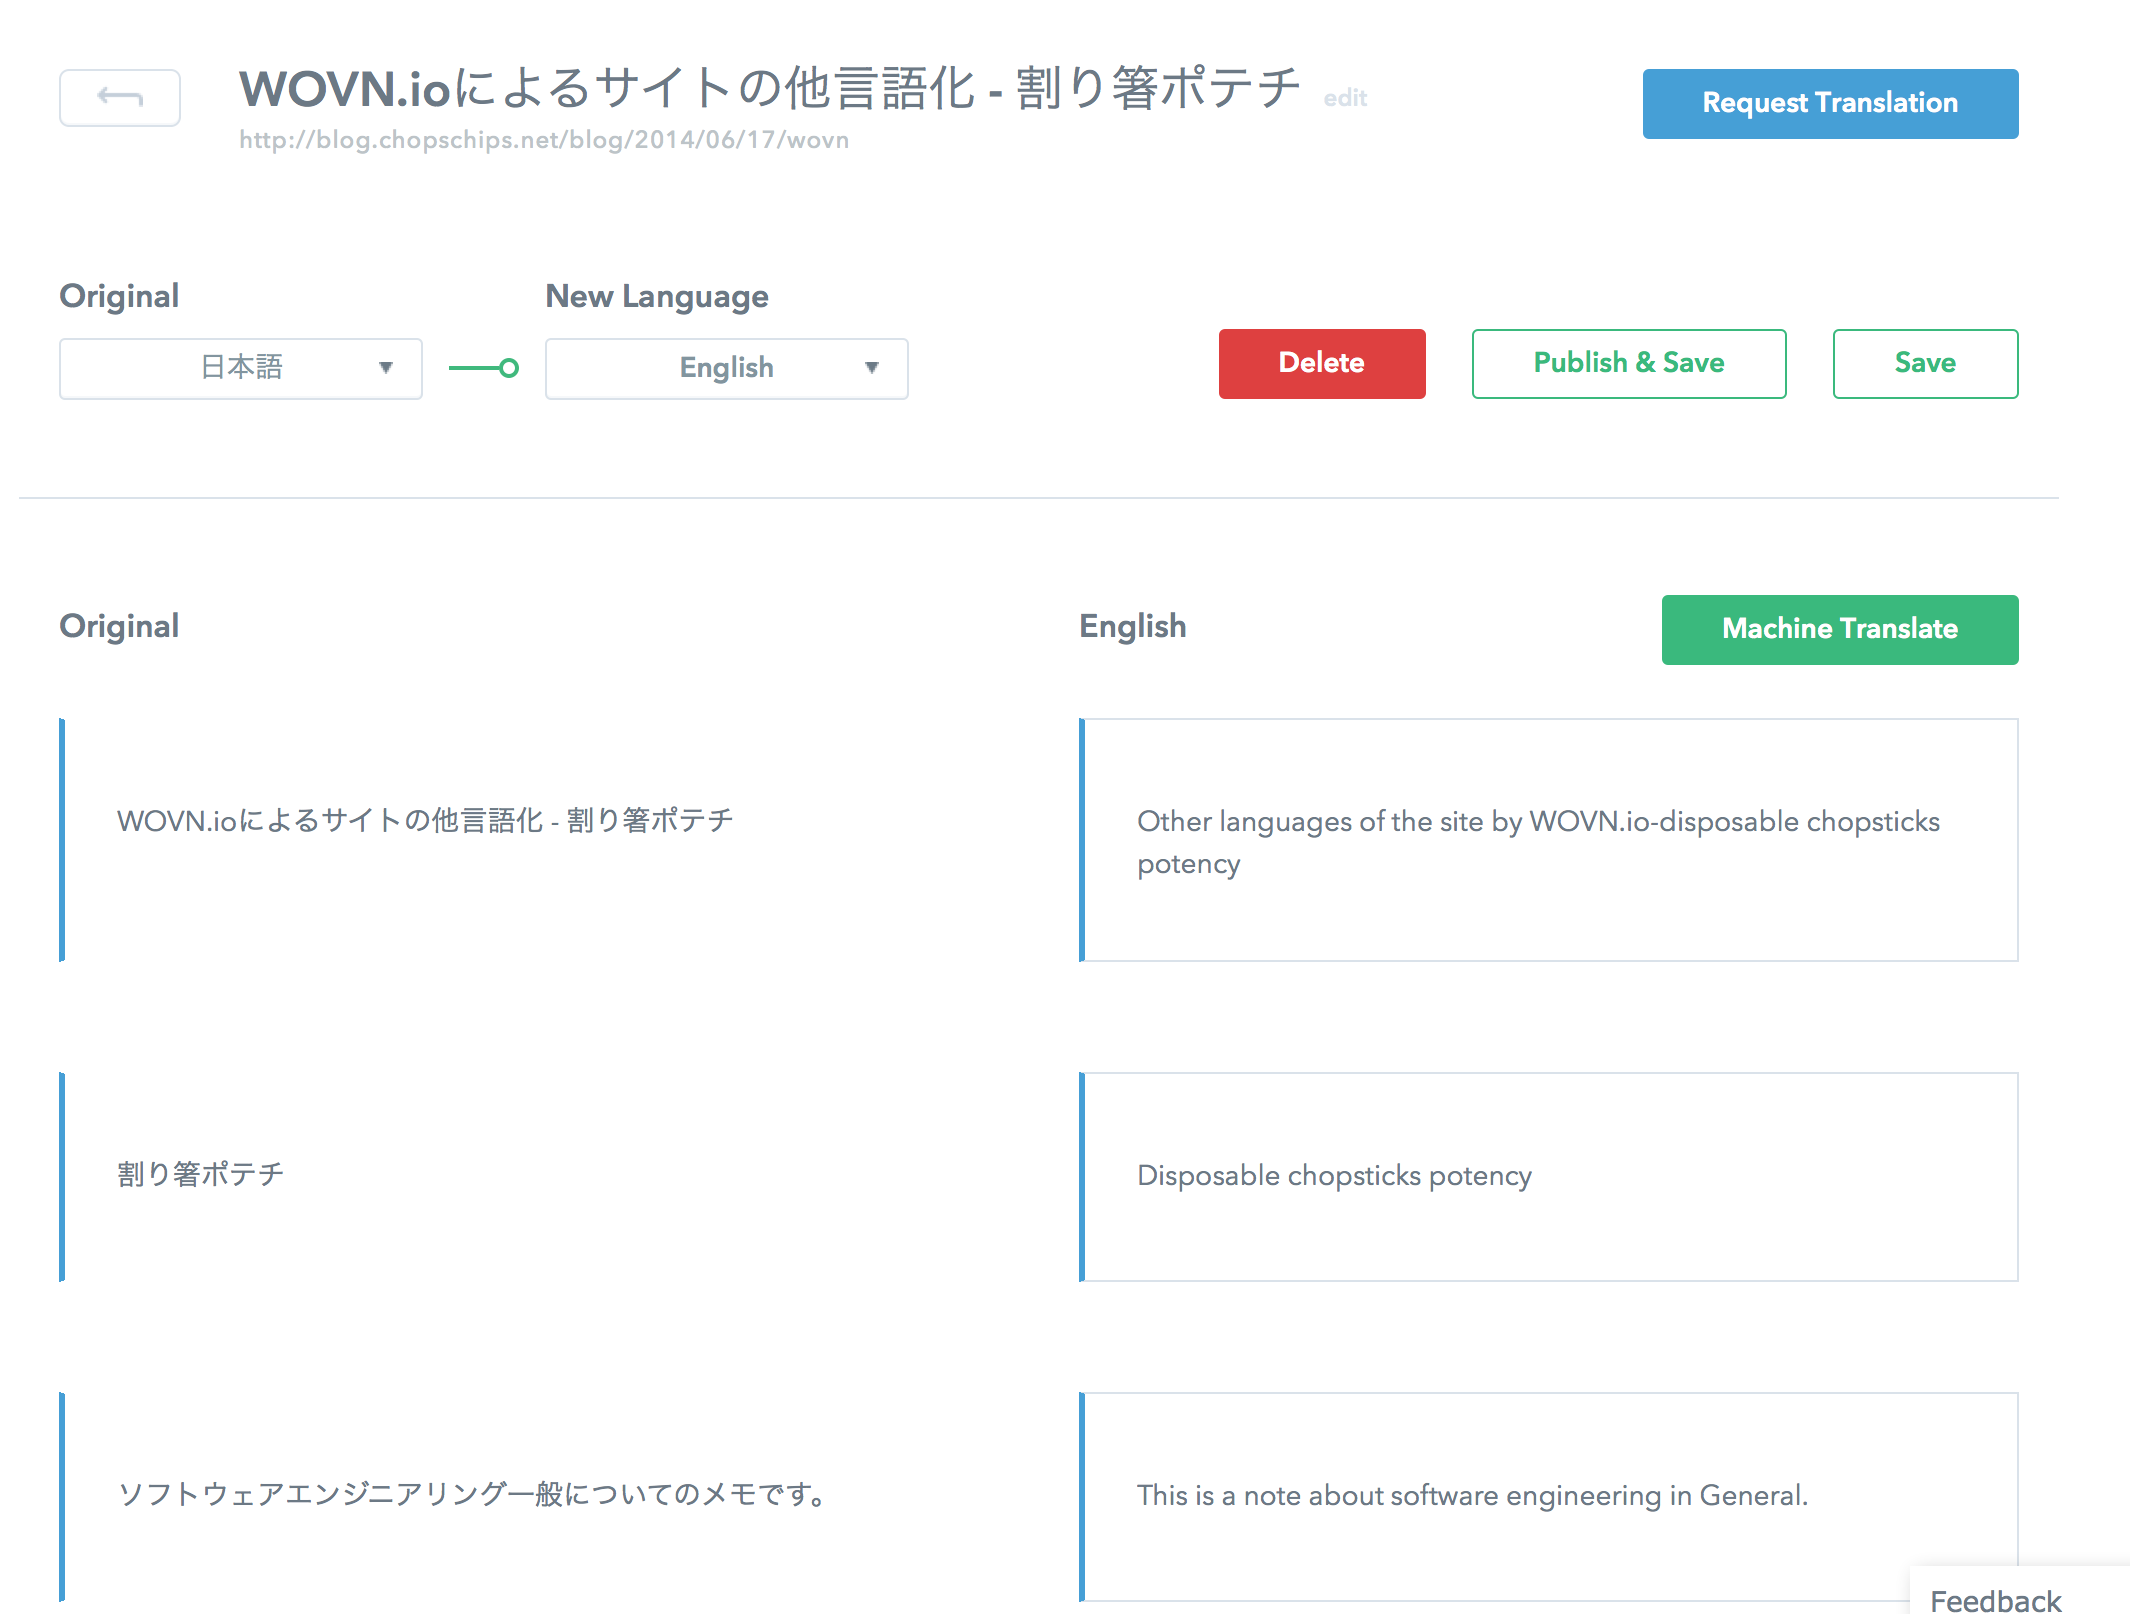 WOVN.ioによるサイトの他言語化 - 割り箸ポテチ edit
http://blog.chopschips.net/blog/2014/06/17/wovn
Request Translation
Original
New Language
日本語
English
Delete
Publish & Save
Save
Original
English
Machine Translate
WOVN.ioによるサイトの他言語化 - 割り箸ポテチ
Other languages of the site by WOVN.io-disposable chopsticks
potency
割り箸ポテチ
Disposable chopsticks potency
ソフトウェアエンジニアリング一般についてのメモです。
This is a note about software engineering in General.
Feedback